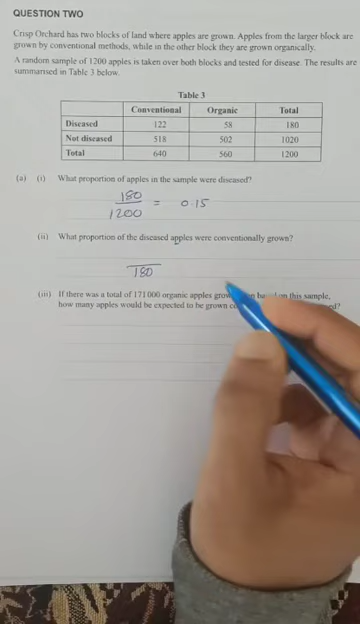 QUESTION TWO
Crisp Orchard has two blocks of land where apples are grown. Apples from the larger block are
grown by conventional methods, while in the other block they are grown organically.
A random sample of 1200 apples is taken over both blocks and tested for disease. The results are
summarised in Table 3 below.
Table 3
Conventional Organic Total
Diseased 122 58 180
Not diseased 518 502 1020
Total 640 560 1200
(a) (i) What proportion of apples in the sample were diseased?
180
1200 = 0.15
(ii) What proportion of the diseased apples were conventionally grown?
180
(iii) If there was a total of 171 000 organic apples on this sample,
how many apples would be expected to be grown